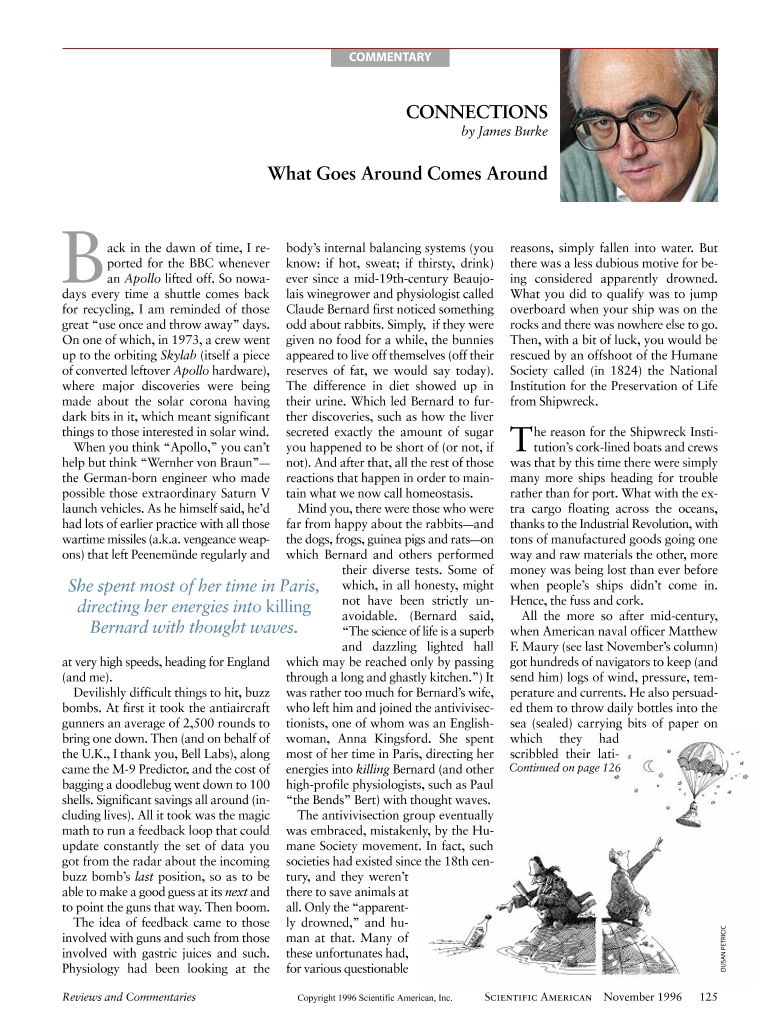 COMMENTARY
CONNECTIONS
by James Burke
What Goes Around Comes Around
Back in the dawn of time, I re-
ported for the BBC whenever
an Apollo lifted off. So nowa-
days every time a shuttle comes back
for recycling, I am reminded of those
great “use once and throw away” days.
On one of which, in 1973, a crew went
up to the orbiting Skylab (itself a piece
of converted leftover Apollo hardware),
where major discoveries were being
made about the solar corona having
dark bits in it, which meant significant
things to those interested in solar wind.
When you think “Apollo,” you can’t
help but think “Wernher von Braun”—
the German-born engineer who made
possible those extraordinary Saturn V
launch vehicles. As he himself said, he’d
had lots of earlier practice with all those
wartime missiles (a.k.a. vengeance weap-
ons) that left Peenemünde regularly and
She spent most of her time in Paris,
directing her energies into killing
Bernard with thought waves.
at very high speeds, heading for England
(and me).
Devilishly difficult things to hit, buzz
bombs. At first it took the antiaircraft
gunners an average of 2,500 rounds to
bring one down. Then (and on behalf of
the U.K., I thank you, Bell Labs), along
came the M-9 Predictor, and the cost of
bagging a doodlebug went down to 100
shells. Significant savings all around (in-
cluding lives). All it took was the magic
math to run a feedback loop that could
update constantly the set of data you
got from the radar about the incoming
buzz bomb’s last position, so as to be
able to make a good guess at its next and
to point the guns that way. Then boom.
The idea of feedback came to those
involved with guns and such from those
involved with gastric juices and such.
Physiology had been looking at the
body’s internal balancing systems (you
know: if hot, sweat; if thirsty, drink)
ever since a mid-19th-century Beaujo-
lais winegrower and physiologist called
Claude Bernard first noticed something
odd about rabbits. Simply, if they were
given no food for a while, the bunnies
appeared to live off themselves (off their
reserves of fat, we would say today).
The difference in diet showed up in
their urine. Which led Bernard to fur-
ther discoveries, such as how the liver
secreted exactly the amount of sugar
you happened to be short of (or not, if
not). And after that, all the rest of those
reactions that happen in order to main-
tain what we now call homeostasis.
Mind you, there were those who were
far from happy about the rabbits—and
the dogs, frogs, guinea pigs and rats—on
which Bernard and others performed
their diverse tests. Some of
which, in all honesty, might
not have been strictly un-
avoidable. (Bernard said,
“The science of life is a superb
and dazzling lighted hall
which may be reached only by passing
through a long and ghastly kitchen.”) It
was rather too much for Bernard’s wife,
who left him and joined the antivivisec-
tionists, one of whom was an English-
woman, Anna Kingsford. She spent
most of her time in Paris, directing her
energies into killing Bernard (and other
high-profile physiologists, such as Paul
“the Bends” Bert) with thought waves.
The antivivisection group eventually
was embraced, mistakenly, by the Hu-
mane Society movement. In fact, such
societies had existed since the 18th cen-
tury, and they weren’t
there to save animals at
all. Only the “apparent-
ly drowned,” and hu-
man at that. Many of
these unfortunates had,
for various questionable
reasons, simply fallen into water. But
there was a less dubious motive for be-
ing considered apparently drowned.
What you did to qualify was to jump
overboard when your ship was on the
rocks and there was nowhere else to go.
Then, with a bit of luck, you would be
rescued by an offshoot of the Humane
Society called (in 1824) the National
Institution for the Preservation of Life
from Shipwreck.
The reason for the Shipwreck Insti-
tution’s cork-lined boats and crews
was that by this time there were simply
many more ships heading for trouble
rather than for port. What with the ex-
tra cargo floating across the oceans,
thanks to the Industrial Revolution, with
tons of manufactured goods going one
way and raw materials the other, more
money was being lost than ever before
when people’s ships didn’t come in.
Hence, the fuss and cork.
All the more so after mid-century,
when American naval officer Matthew
F. Maury (see last November’s column)
got hundreds of navigators to keep (and
send him) logs of wind, pressure, tem-
perature and currents. He also persuad-
ed them to throw daily bottles into the
sea (sealed) carrying bits of paper on
which they had
scribbled their lati-
Continued on page 126
DUSAN PETRICIC
Reviews and Commentaries
Copyright 1996 Scientific American, Inc.
SCIENTIFIC AMERICAN November 1996 125